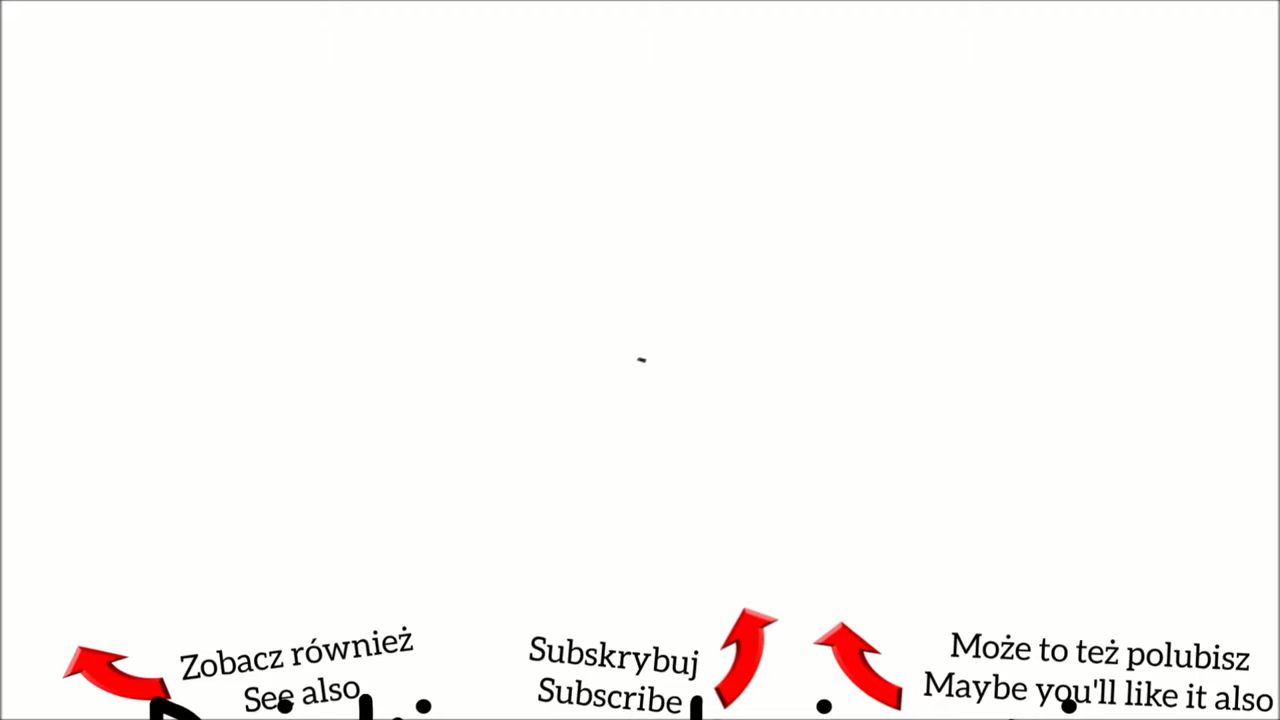 Zobacz również
See also
Subskrybuj
Subscribe
Może to też polubisz
Maybe you'll like it also